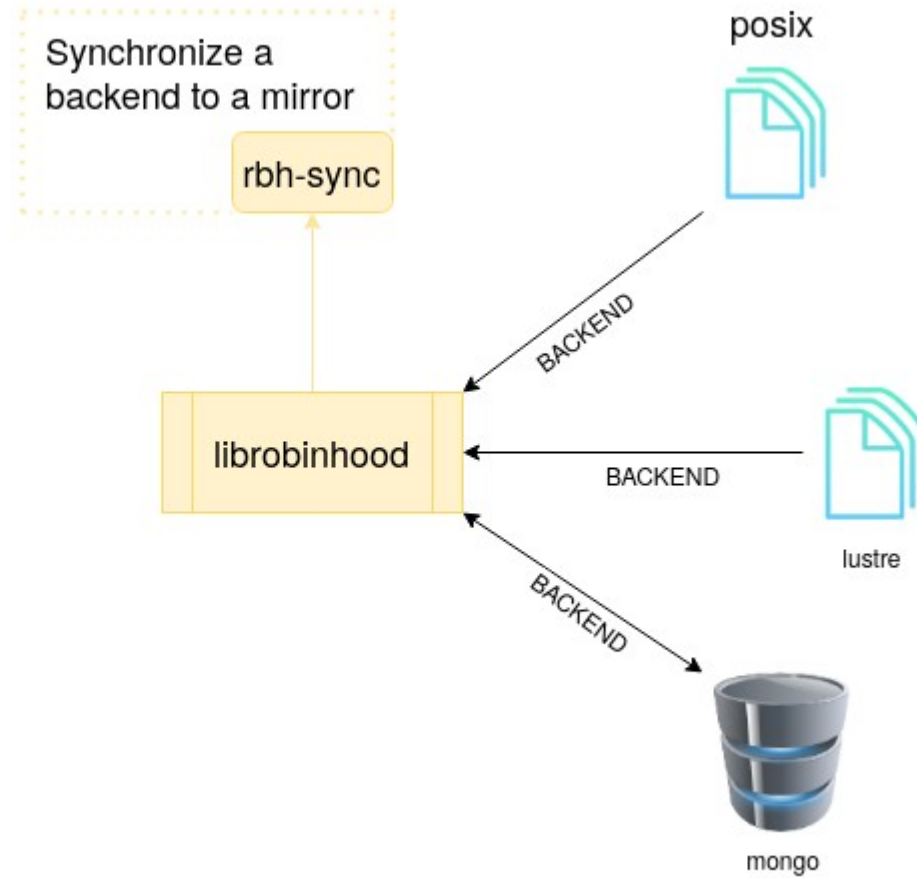 Synchronize a
backend to a mirror
rbh-sync
posix
BACKEND
librobinhood
BACKEND
lustre
BACKEND
mongo